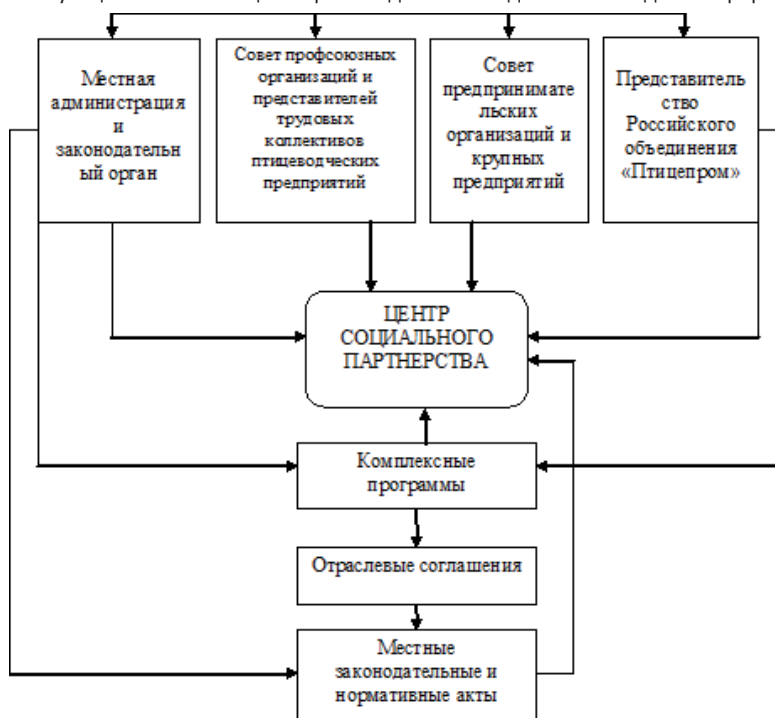 Местная
администрация
и
законодательн
ый орган
Совет профсоюзных
организаций и
представителей
трудовых
коллективов
птицеводческих
предприятий
Совет
предпринимате
льских
организаций и
крупных
предприятий
Представитель
ство
Российского
объединения
«Птицепром»
ЦЕНТР
СОЦИАЛЬНОГО
ПАРТНЕРСТВА
Комплексные
программы
Отраслевые соглашения
Местные
законодательные и
нормативные акты